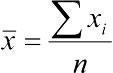 x̄ = ∑ xᵢ / n